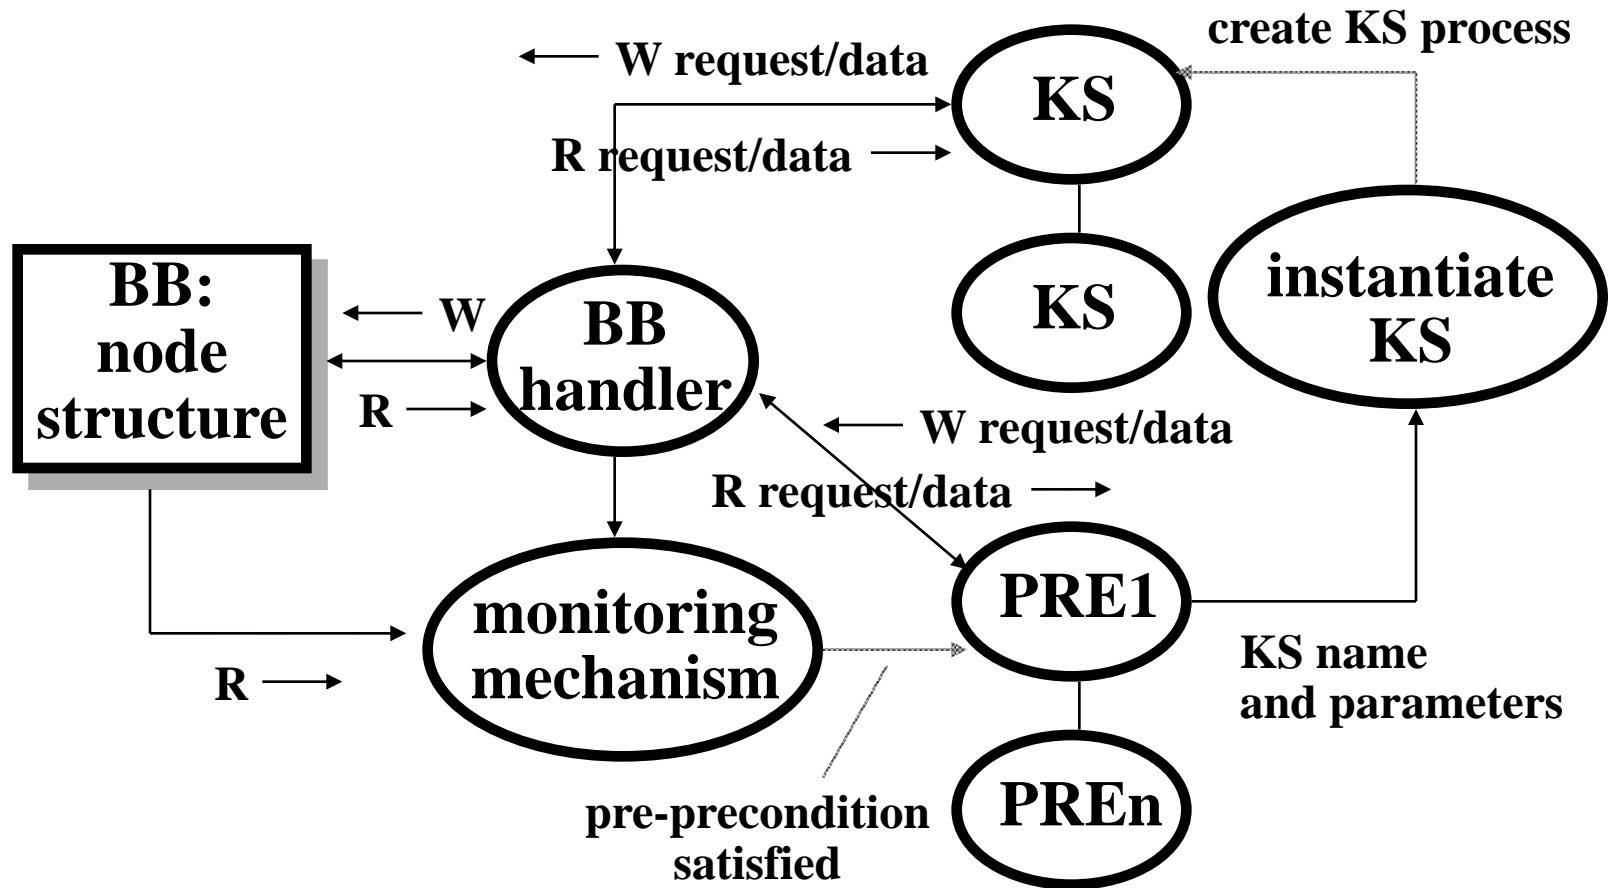 create KS process
W request/data
KS
R request/data
BB:
node
structure
W
R
BB
handler
KS
instantiate
KS
W request/data
R request/data
monitoring
mechanism
R
PRE1
KS name
and parameters
pre-precondition
satisfied
PREn